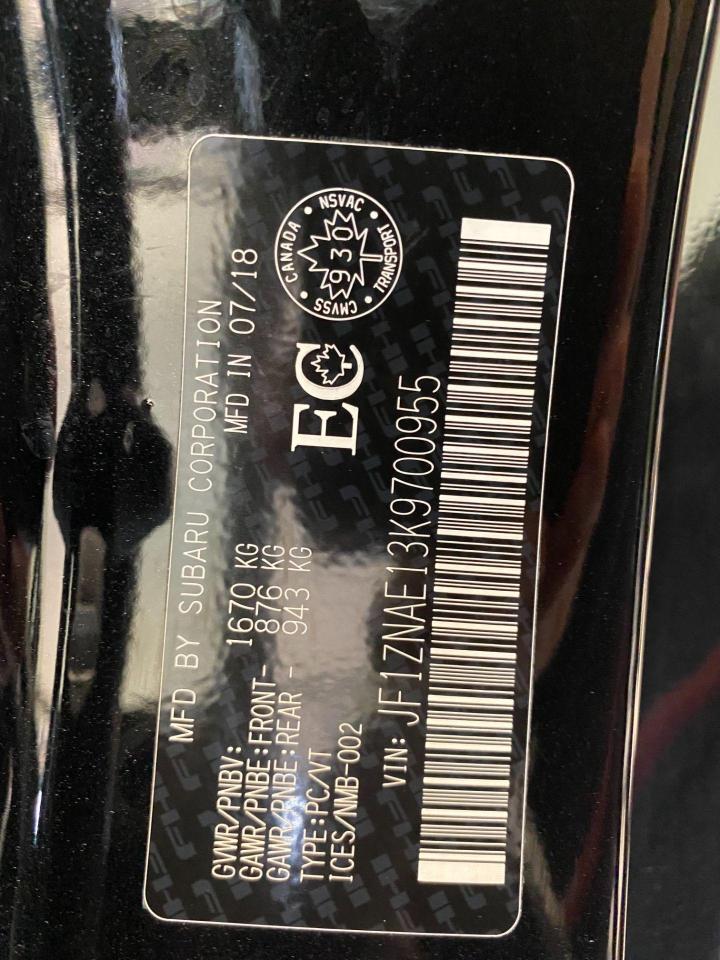 MFD BY SUBARU CORPORATION
MFD IN 07/18
GVWR/PNBV: 1670 KG
GAWR/PNBE:FRONT- 876 KG
GAWR/PNBE:REAR - 943 KG
TYPE:PC/VT
ICES/NMB-002
EC
CANADA • NSVAC • TRANSPORT • CMVSS •
930
VIN: JF1ZNAE13K9700955